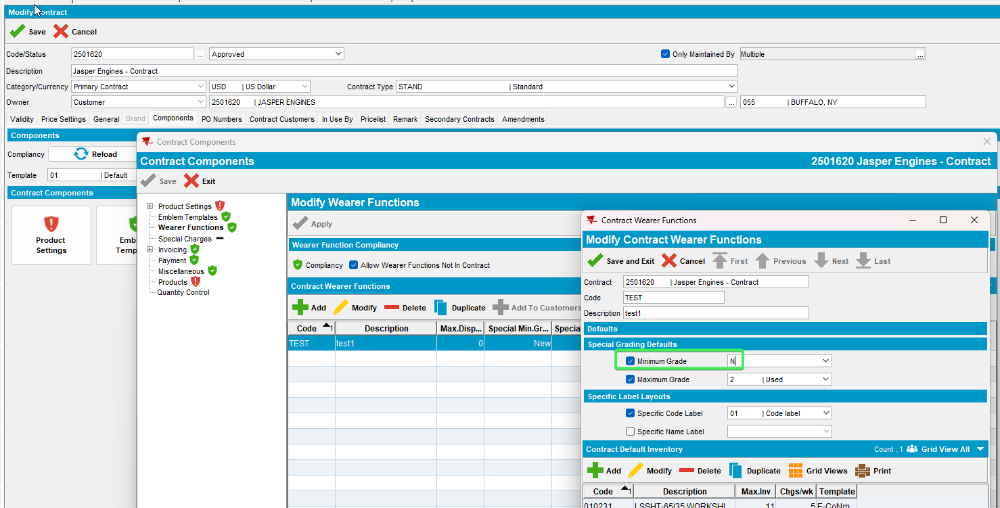 Modify Contract
Save Cancel
Code/Status 2501620 ... Approved Only Maintained By Multiple ...
Description Jasper Engines - Contract
Category/Currency Primary Contract USD | US Dollar Contract Type STAND | Standard
Owner Customer 2501620 | JASPER ENGINES ... 055 | BUFFALO, NY
Validity Price Settings General Brand Components PO Numbers Contract Customers In Use By Pricelist Remark Secondary Contracts Amendments
Components
Compliancy Reload
Template 01 | Default
Contract Components
Product
Settings
Emb
Temp
Contract Components
Contract Components 2501620 Jasper Engines - Contract
Save Exit
Product Settings
Emblem Templates
Wearer Functions
Special Charges
Invoicing
Payment
Miscellaneous
Products
Quantity Control
Modify Wearer Functions
Apply
Wearer Function Compliancy
Compliancy Allow Wearer Functions Not In Contract
Contract Wearer Functions
Add Modify Delete Duplicate Add To Customers
Code 1 Description Max.Disp... Special Min.Gr... Special
TEST test1 0 New
Contract Wearer Functions
Modify Contract Wearer Functions
Save and Exit Cancel First Previous Next Last
Contract 2501620 | Jasper Engines - Contract
Code TEST
Description test1
Defaults
Special Grading Defaults
Minimum Grade N
Maximum Grade 2 | Used
Specific Label Layouts
Specific Code Label 01 | Code label
Specific Name Label
Contract Default Inventory Count : 1 Grid View All
Add Modify Delete Duplicate Grid Views Print
Code 1 Description Max.Inv Chgs/wk Template
010231 LSSHT-65/35 WORKSHI 11 5 E-CoNm